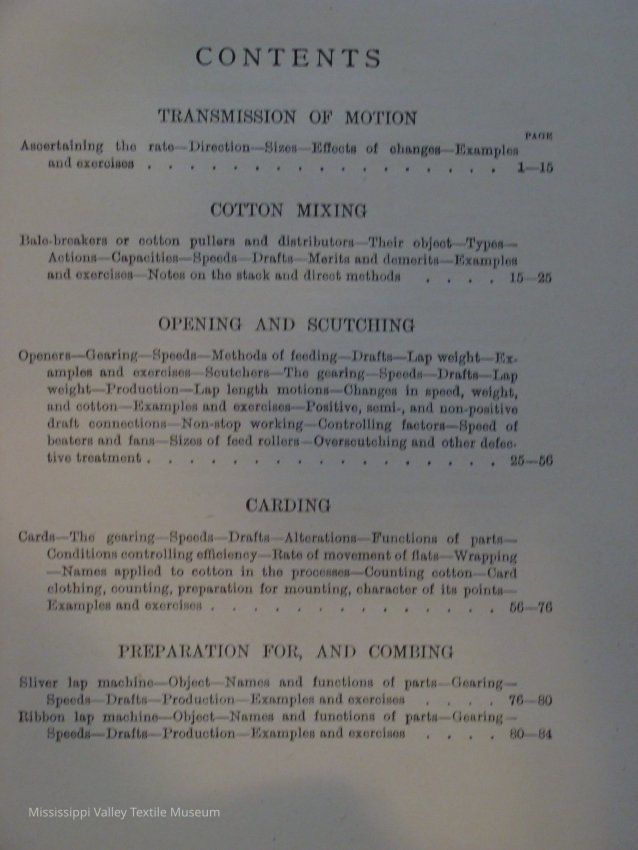 CONTENTS
TRANSMISSION OF MOTION
PAGE
Ascertaining the rate—Direction—Sizes—Effects of changes—Examples
and exercises . . . . . . . . . . . . . . . . 1—15
COTTON MIXING
Bale-breakers or cotton pullers and distributors—Their object—Types—
Actions—Capacities—Speeds—Drafts—Merits and demerits—Examples
and exercises—Notes on the stack and direct methods . . . . 15—25
OPENING AND SCUTCHING
Openers—Gearing—Speeds—Methods of feeding—Drafts—Lap weight—Ex-
amples and exercises—Scutchers—The gearing—Speeds—Drafts—Lap
weight—Production—Lap length motions—Changes in speed, weight,
and cotton—Examples and exercises—Positive, semi-, and non-positive
draft connections—Non-stop working—Controlling factors—Speed of
beaters and fans—Sizes of feed rollers—Overscutching and other defec-
tive treatment . . . . . . . . . . . . . . . . 25—56
CARDING
Cards—The gearing—Speeds—Drafts—Alterations—Functions of parts—
Conditions controlling efficiency—Rate of movement of flats—Wrapping
—Names applied to cotton in the processes—Counting cotton—Card
clothing, counting, preparation for mounting, character of its points—
Examples and exercises . . . . . . . . . . . . . 56—76
PREPARATION FOR, AND COMBING
Sliver lap machine—Object—Names and functions of parts—Gearing—
Speeds—Drafts—Production—Examples and exercises . . . . 76—80
Ribbon lap machine—Object—Names and functions of parts—Gearing—
Speeds—Drafts—Production—Examples and exercises . . . . 80—84
Mississippi Valley Textile Museum